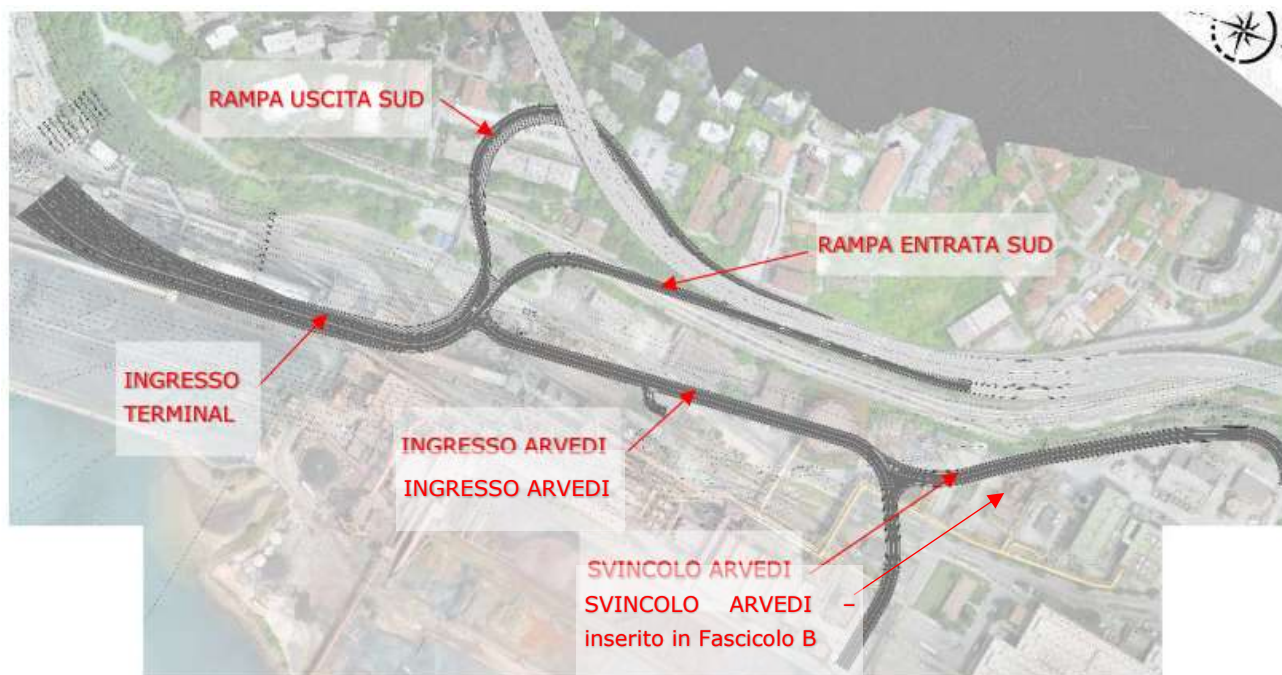 RAMPA USCITA SUD
RAMPA ENTRATA SUD
INGRESSO
TERMINAL
INGRESSO ARVEDI
INGRESSO ARVEDI
SVINCOLO ARVEDI
SVINCOLO ARVEDI –
inserito in Fascicolo B